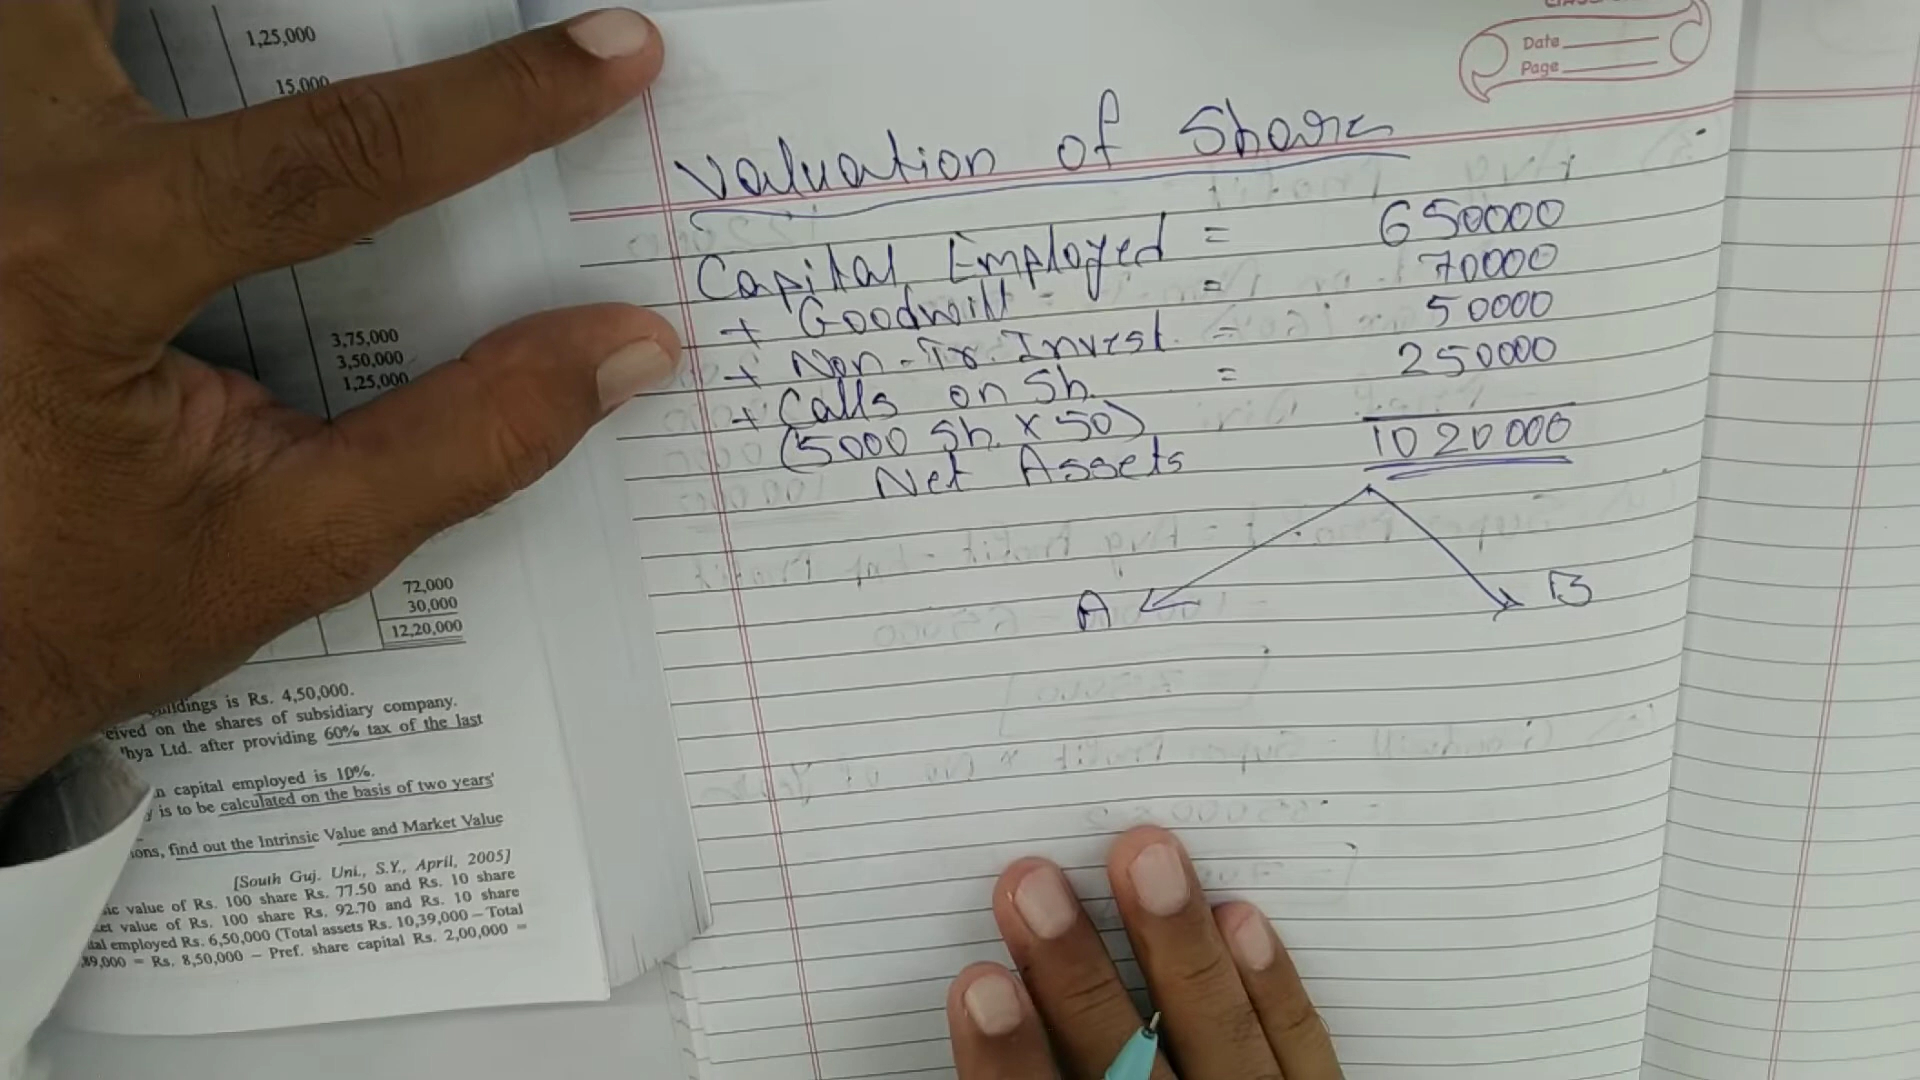 1,25,000
15,000
3,75,000
3,50,000
1,25,000
72,000
30,000
12,20,000
is Rs. 4,50,000.
on the shares of subsidiary company.
Ltd. after providing 60% tax of the last
capital employed is 10%.
is to be calculated on the basis of two years'
find out the Intrinsic Value and Market Value
[South Guj. Uni., S.Y., April, 2005]
value of Rs. 100 share Rs. 77.50 and Rs. 10 share
value of Rs. 100 share Rs. 92.70 and Rs. 10 share
employed Rs. 6,50,000 (Total assets Rs. 10,39,000 – Total
89,000 = Rs. 8,50,000 – Pref. share capital Rs. 2,00,000 =
Date
Page
Valuation of Share
Capital Employed = 650000
+ Goodwill = 70000
+ Non-Tr. Invest. = 50000
+ Calls on Sh. = 250000
(5000 Sh. × 50)
Net Assets 1020000
A B